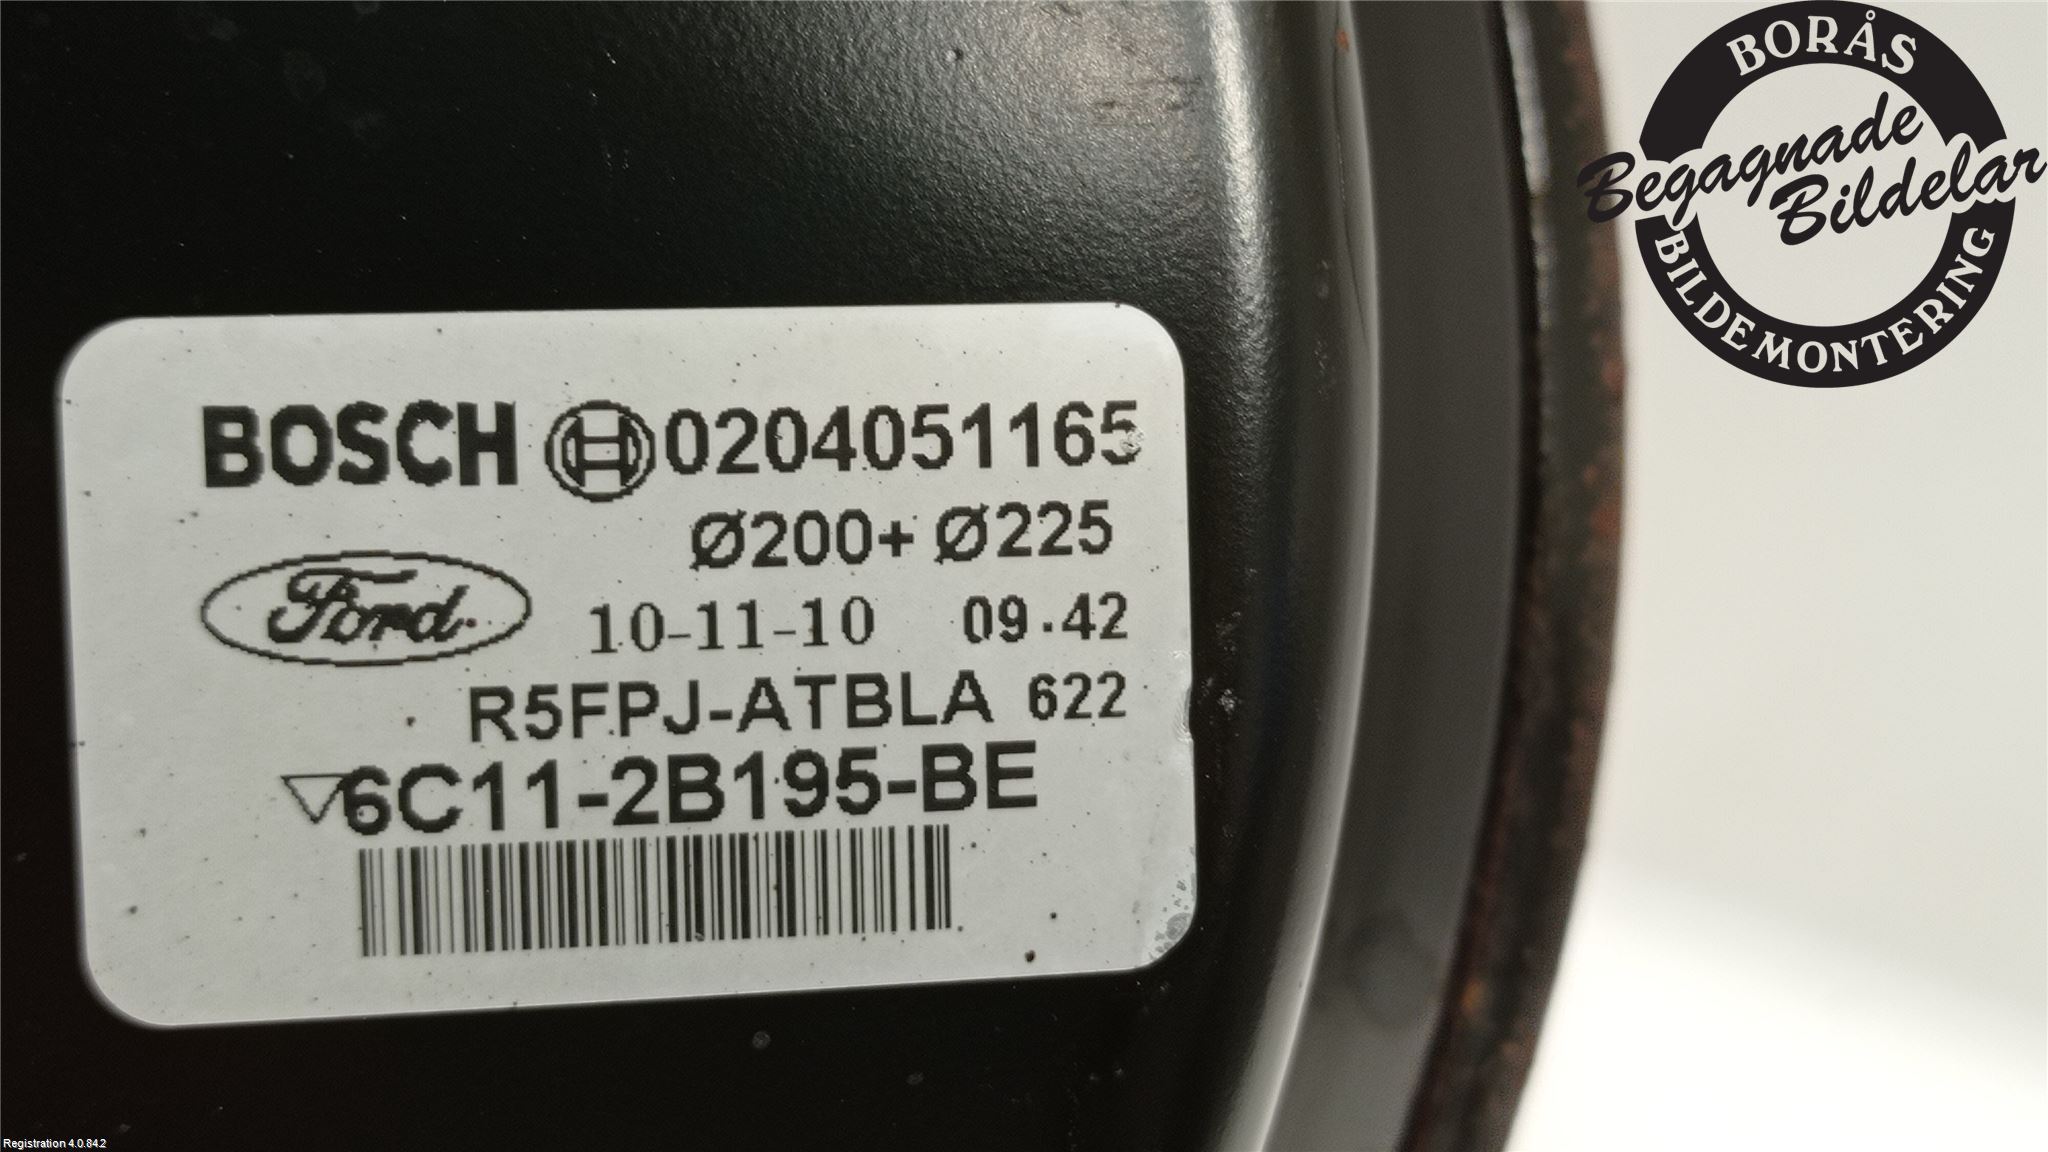 BORÅS
Begagnade
Bildelar
BILDEMONTERING
BOSCH 0204051165
Ø200+ Ø225
Ford 10-11-10 09.42
R5FPJ-ATBLA 622
6C11-2B195-BE
Registration 4.0.84.2